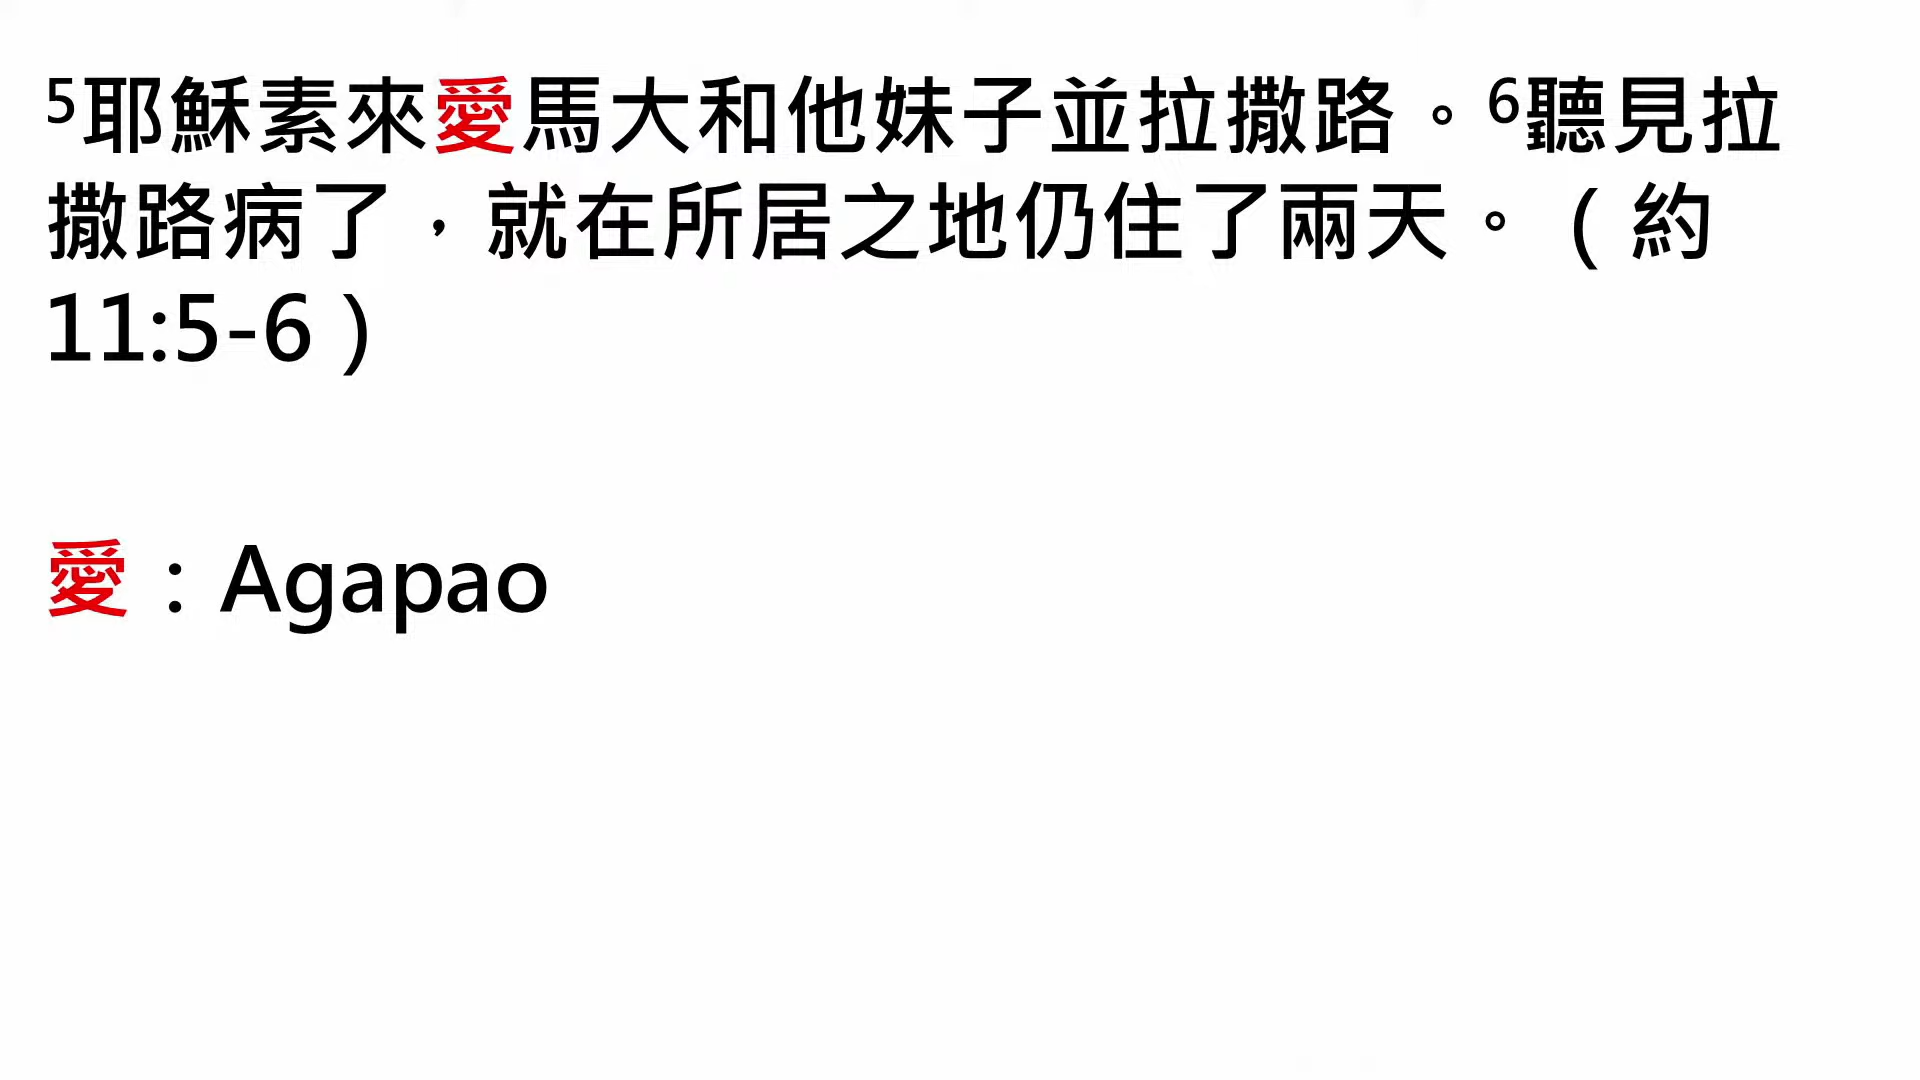 5耶穌素來愛馬大和他妹子並拉撒路。6聽見拉
撒路病了，就在所居之地仍住了兩天。（約
11:5-6）
愛：Agapao